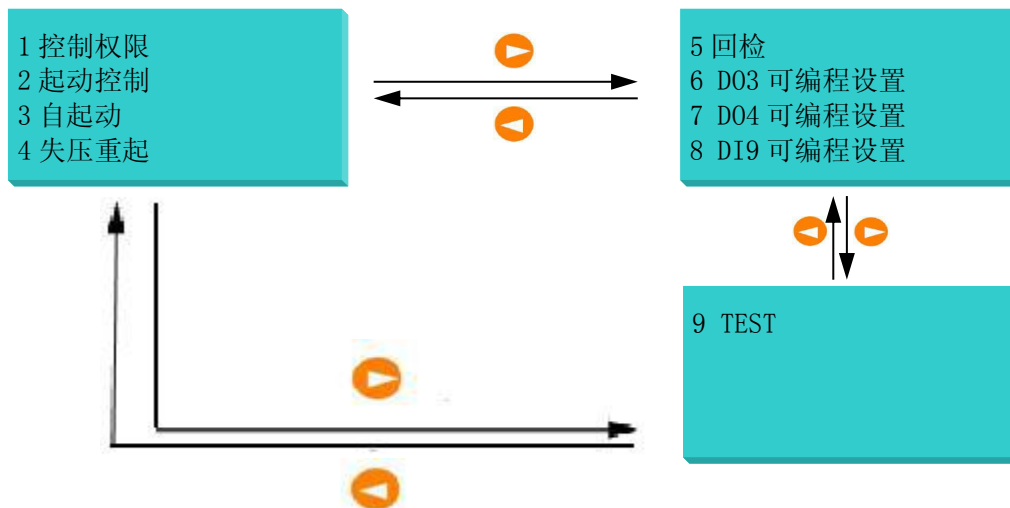 1 控制权限
2 起动控制
3 自起动
4 失压重起
5 回检
6 DO3 可编程设置
7 DO4 可编程设置
8 DI9 可编程设置
9 TEST